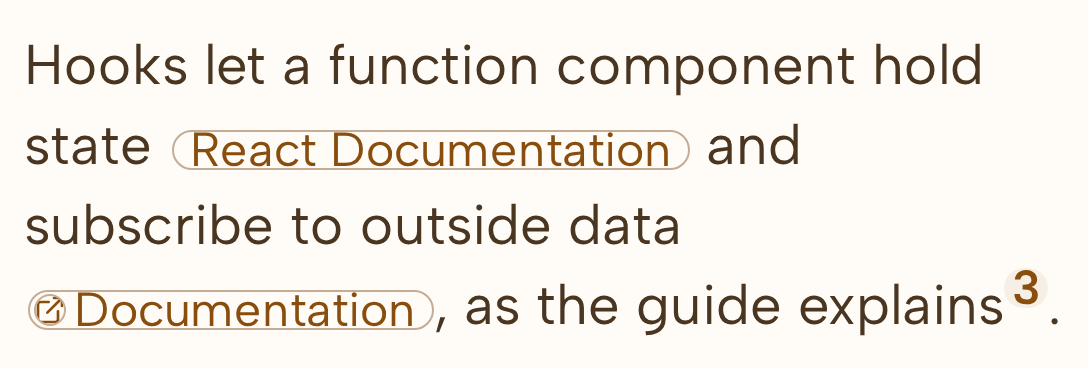 Hooks let a function component hold
state React Documentation and
subscribe to outside data
Documentation, as the guide explains3.